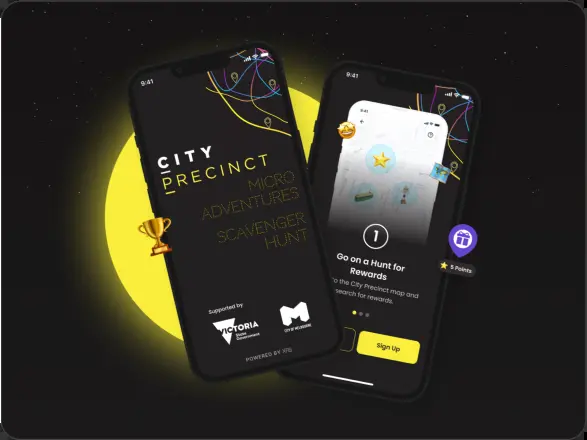 9:41
CITY
PRECINCT
MICRO
ADVENTURES
SCAVENGER
HUNT
Supported by
VICTORIA
State
Government
CITY OF MELBOURNE
POWERED BY
9:41
9:41
1
Go on a Hunt for
Rewards
to the City Precinct map and
search for rewards.
Sign Up
5 Points